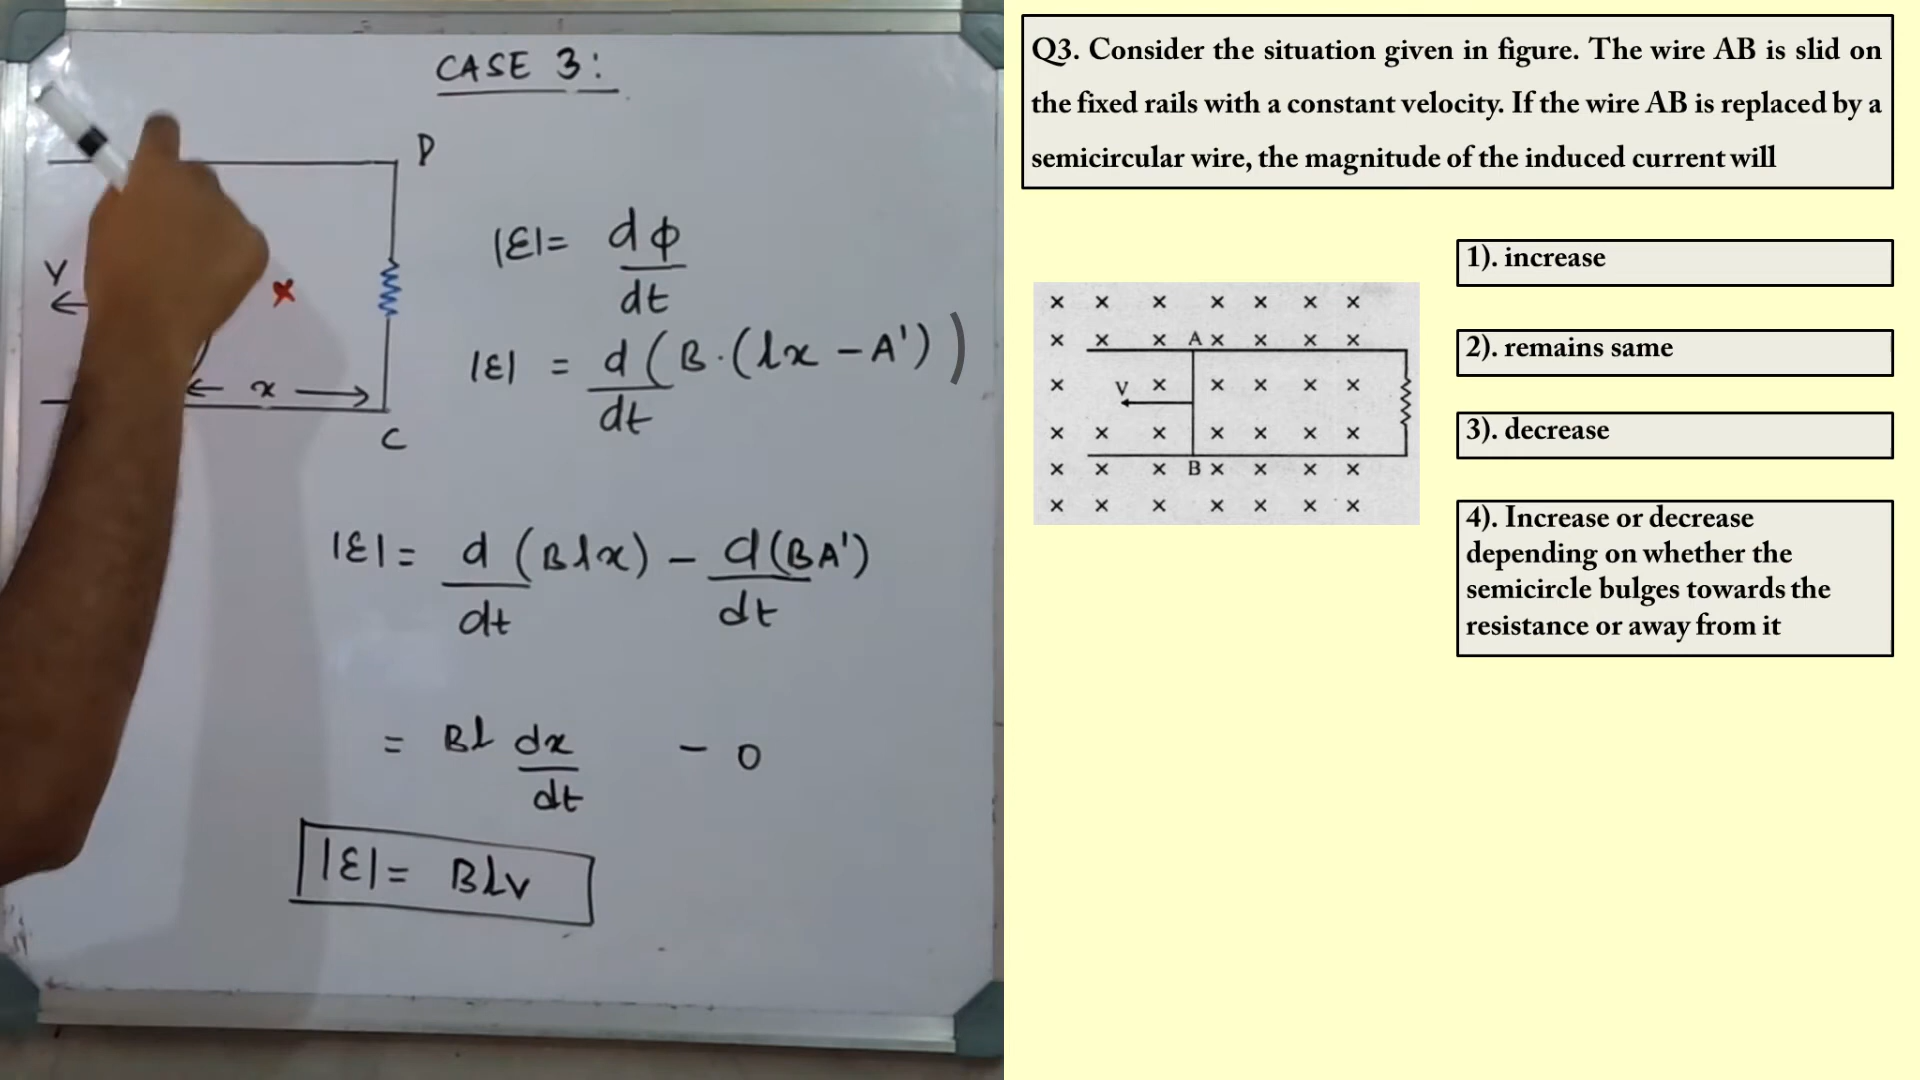 CASE 3:
D
V
x
C
|ε| = dφ
dt
|ε| = d (B·(lx - A'))
dt
|ε| = d (Blx) - d(BA')
dt dt
= Bl dx - 0
dt
|ε| = Blv
Q3. Consider the situation given in figure. The wire AB is slid on
the fixed rails with a constant velocity. If the wire AB is replaced by a
semicircular wire, the magnitude of the induced current will
1). increase
2). remains same
3). decrease
4). Increase or decrease
depending on whether the
semicircle bulges towards the
resistance or away from it
× × × × × × ×
× × × A × × × ×
× V × × × × ×
× × × × × × ×
× × × B × × × ×
× × × × × × ×